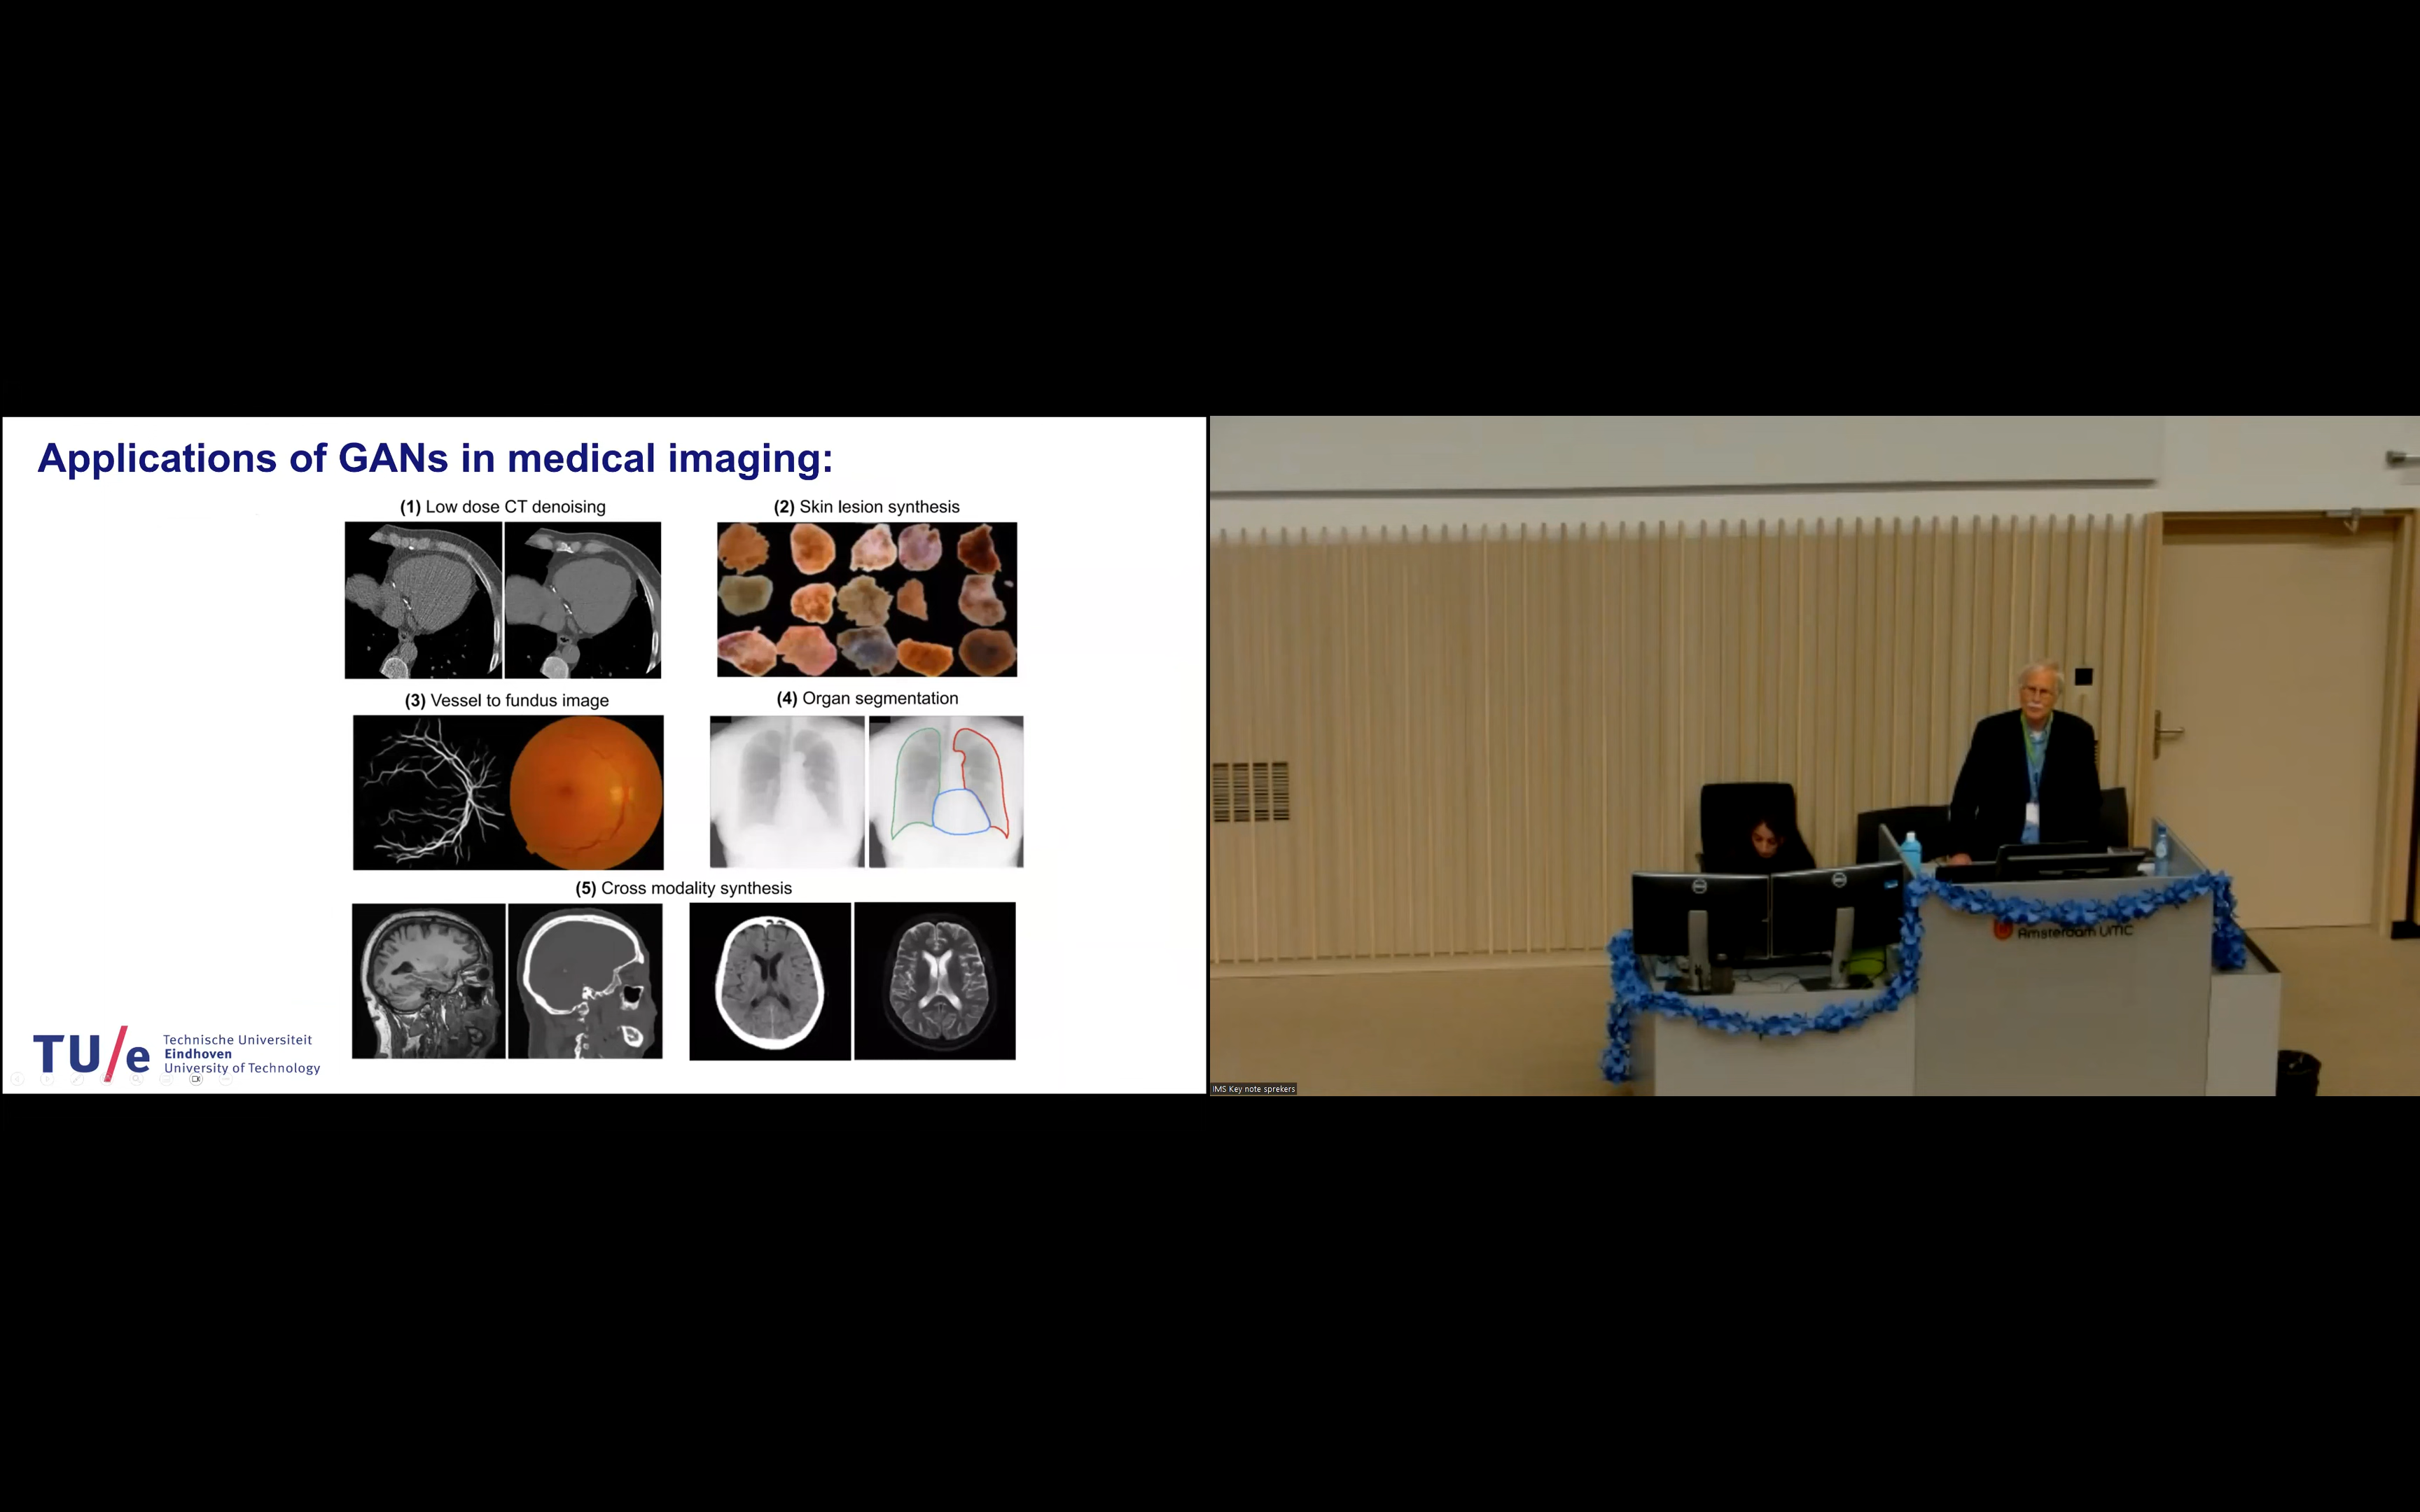 Applications of GANs in medical imaging:
(1) Low dose CT denoising
(2) Skin lesion synthesis
(3) Vessel to fundus image
(4) Organ segmentation
(5) Cross modality synthesis
TU/e
Technische Universiteit
Eindhoven
University of Technology
Amsterdam UMC
IMS Key note sprekers